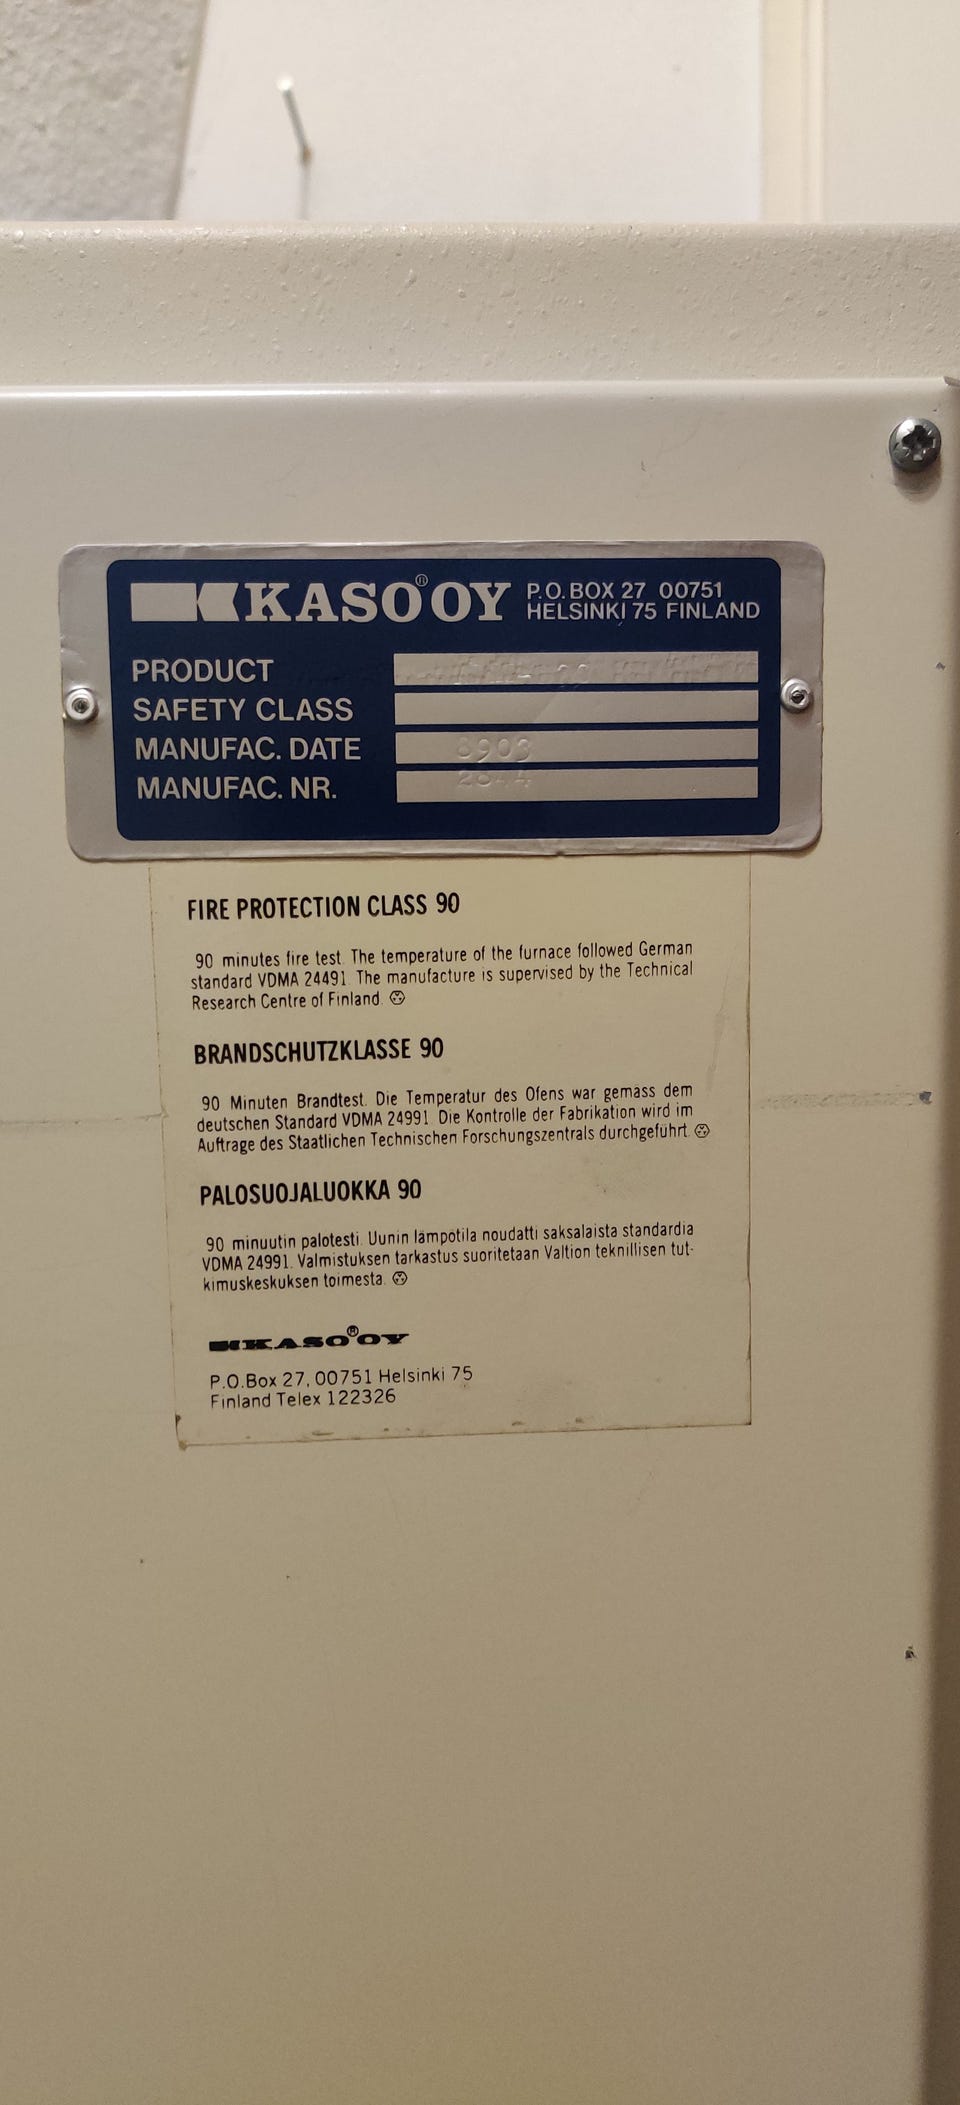 KASO® OY P.O. BOX 27 00751
HELSINKI 75 FINLAND
PRODUCT
SAFETY CLASS
MANUFAC. DATE 8903
MANUFAC. NR.
FIRE PROTECTION CLASS 90
90 minutes fire test. The temperature of the furnace followed German
standard VDMA 24491. The manufacture is supervised by the Technical
Research Centre of Finland.
BRANDSCHUTZKLASSE 90
90 Minuten Brandtest. Die Temperatur des Ofens war gemäss dem
deutschen Standard VDMA 24991. Die Kontrolle der Fabrikation wird im
Auftrage des Staatlichen Technischen Forschungszentrals durchgeführt.
PALOSUOJALUOKKA 90
90 minuutin palotesti. Uunin lämpötila noudatti saksalaista standardia
VDMA 24991. Valmistuksen tarkastus suoritetaan Valtion teknillisen tut-
kimuskeskuksen toimesta.
KASO® OY
P.O.Box 27, 00751 Helsinki 75
Finland Telex 122326